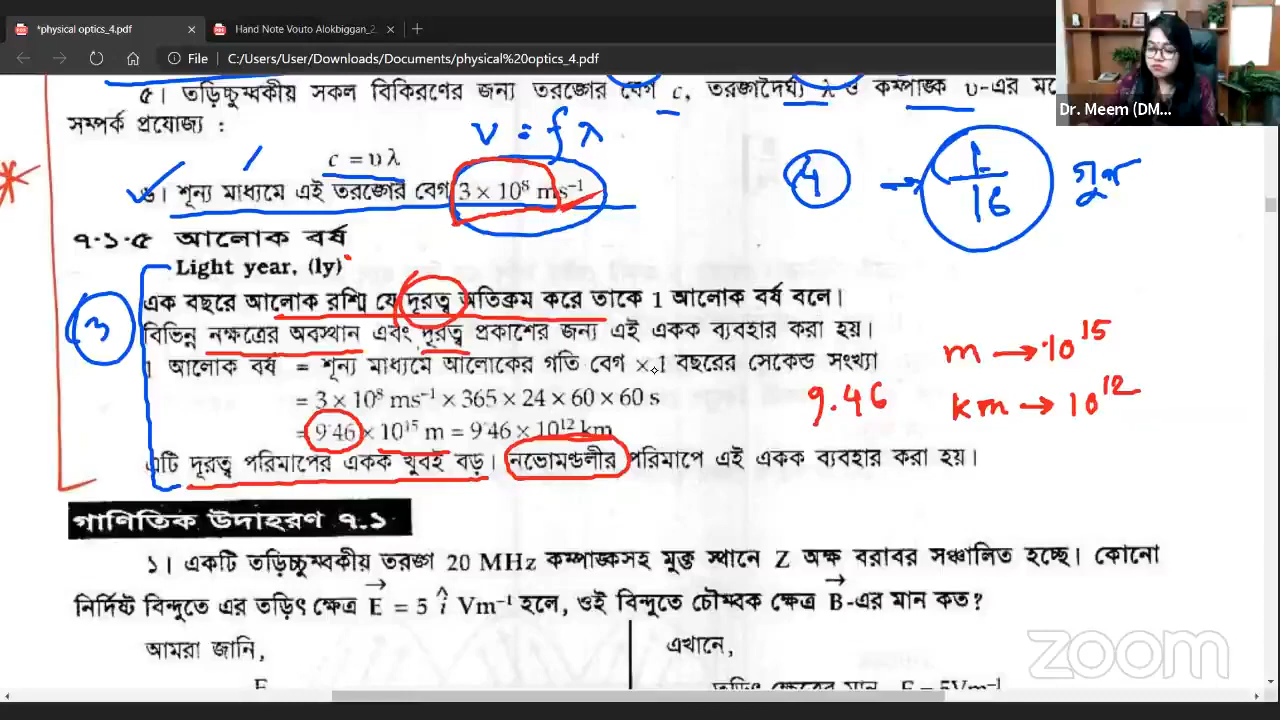 *physical optics_4.pdf
Hand Note Vouto Alokbiggan_2
File
C:/Users/User/Downloads/Documents/physical%20optics_4.pdf
Dr. Meem (DM...
৫। তড়িচ্চুম্বকীয় সকল বিকিরণের জন্য তরঙ্গের বেগ c, তরঙ্গদৈর্ঘ্য λ ও কম্পাঙ্ক υ-এর মধ্যে
সম্পর্ক প্রযোজ্য :
v = f λ
c = υ λ
৬। শূন্য মাধ্যমে এই তরঙ্গের বেগ 3 × 10⁸ ms⁻¹
4 → 1/16 গুন
৭·১·৫ আলোক বর্ষ
Light year, (ly)
3
এক বছরে আলোক রশ্মি যে দূরত্ব অতিক্রম করে তাকে 1 আলোক বর্ষ বলে।
বিভিন্ন নক্ষত্রের অবস্থান এবং দূরত্ব প্রকাশের জন্য এই একক ব্যবহার করা হয়।
1 আলোক বর্ষ = শূন্য মাধ্যমে আলোকের গতি বেগ × 1 বছরের সেকেন্ড সংখ্যা
= 3 × 10⁸ ms⁻¹ × 365 × 24 × 60 × 60 s
= 9·46 × 10¹⁵ m = 9·46 × 10¹² km
m → 10¹⁵
9.46 km → 10¹²
এটি দূরত্ব পরিমাপের একক খুবই বড়। নভোমণ্ডলীর পরিমাপে এই একক ব্যবহার করা হয়।
গাণিতিক উদাহরণ ৭.১
১। একটি তড়িচ্চুম্বকীয় তরঙ্গ 20 MHz কম্পাঙ্কসহ মুক্ত স্থানে Z অক্ষ বরাবর সঞ্চালিত হচ্ছে। কোনো
নির্দিষ্ট বিন্দুতে এর তড়িৎ ক্ষেত্র E⃗ = 5 î Vm⁻¹ হলে, ওই বিন্দুতে চৌম্বক ক্ষেত্র B⃗-এর মান কত?
আমরা জানি,
এখানে,
তড়িৎ ক্ষেত্রের মান, E = 5Vm⁻¹
zoom